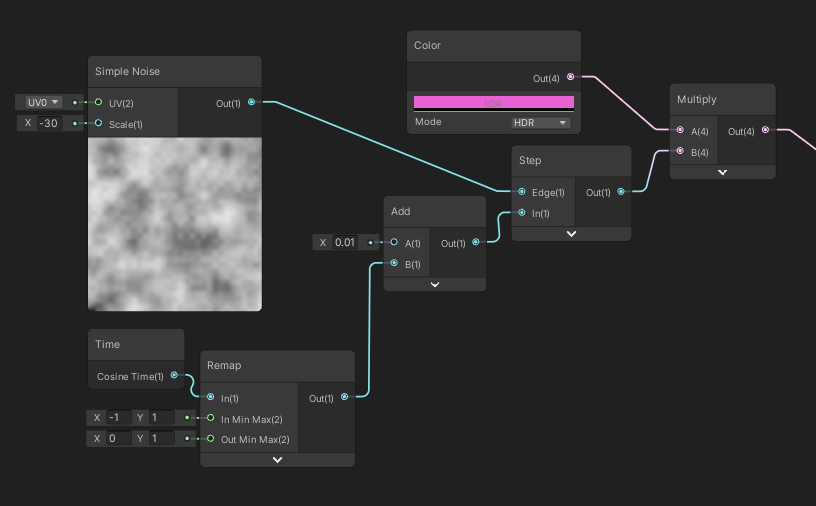 Color
Out(4)
HDR
Mode HDR
Simple Noise
UV0 UV(2) Out(1)
X -30 Scale(1)
Multiply
A(4) Out(4)
B(4)
Step
Edge(1) Out(1)
In(1)
Add
X 0.01 A(1) Out(1)
B(1)
Time
Cosine Time(1)
Remap
In(1) Out(1)
X -1 Y 1 In Min Max(2)
X 0 Y 1 Out Min Max(2)